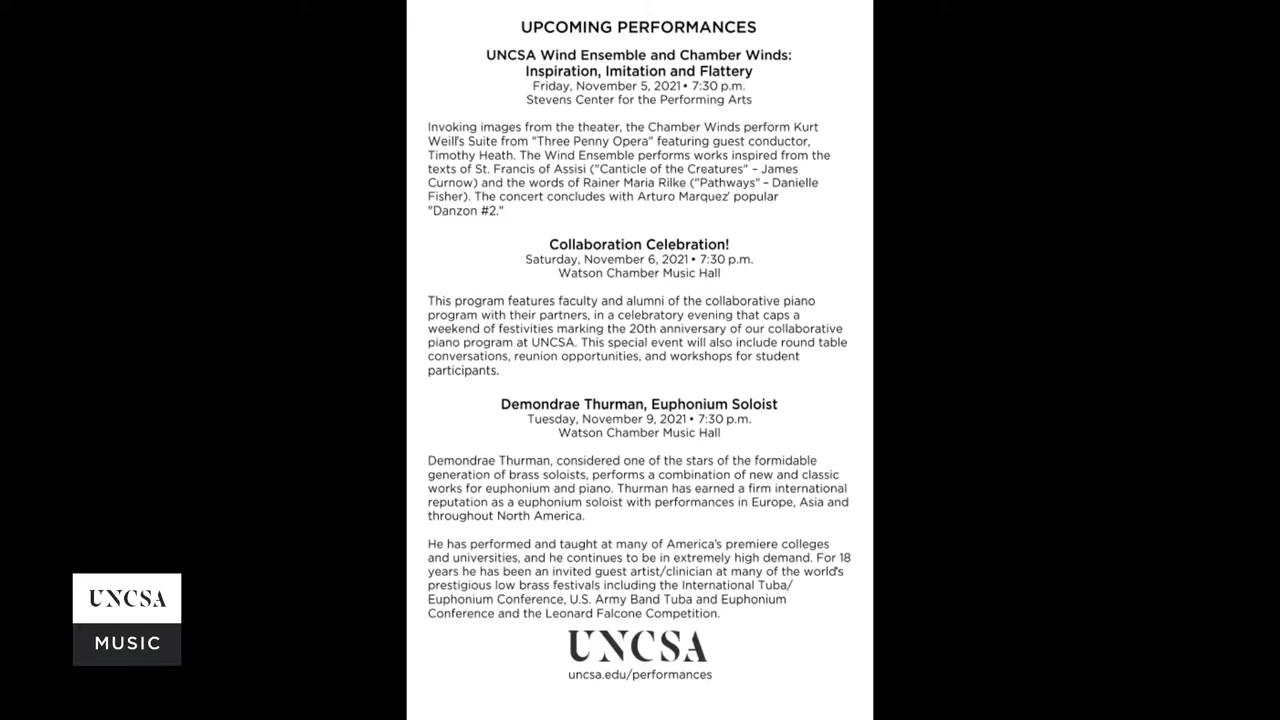 UPCOMING PERFORMANCES
UNCSA Wind Ensemble and Chamber Winds:
Inspiration, Imitation and Flattery
Friday, November 5, 2021 • 7:30 p.m.
Stevens Center for the Performing Arts
Invoking images from the theater, the Chamber Winds perform Kurt
Weill's Suite from "Three Penny Opera" featuring guest conductor,
Timothy Heath. The Wind Ensemble performs works inspired from the
texts of St. Francis of Assisi ("Canticle of the Creatures" – James
Curnow) and the words of Rainer Maria Rilke ("Pathways" – Danielle
Fisher). The concert concludes with Arturo Marquez' popular
"Danzon #2."
Collaboration Celebration!
Saturday, November 6, 2021 • 7:30 p.m.
Watson Chamber Music Hall
This program features faculty and alumni of the collaborative piano
program with their partners, in a celebratory evening that caps a
weekend of festivities marking the 20th anniversary of our collaborative
piano program at UNCSA. This special event will also include round table
conversations, reunion opportunities, and workshops for student
participants.
Demondrae Thurman, Euphonium Soloist
Tuesday, November 9, 2021 • 7:30 p.m.
Watson Chamber Music Hall
Demondrae Thurman, considered one of the stars of the formidable
generation of brass soloists, performs a combination of new and classic
works for euphonium and piano. Thurman has earned a firm international
reputation as a euphonium soloist with performances in Europe, Asia and
throughout North America.
He has performed and taught at many of America's premiere colleges
and universities, and he continues to be in extremely high demand. For 18
years he has been an invited guest artist/clinician at many of the world's
prestigious low brass festivals including the International Tuba/
Euphonium Conference, U.S. Army Band Tuba and Euphonium
Conference and the Leonard Falcone Competition.
UNCSA
uncsa.edu/performances
UNCSA
MUSIC